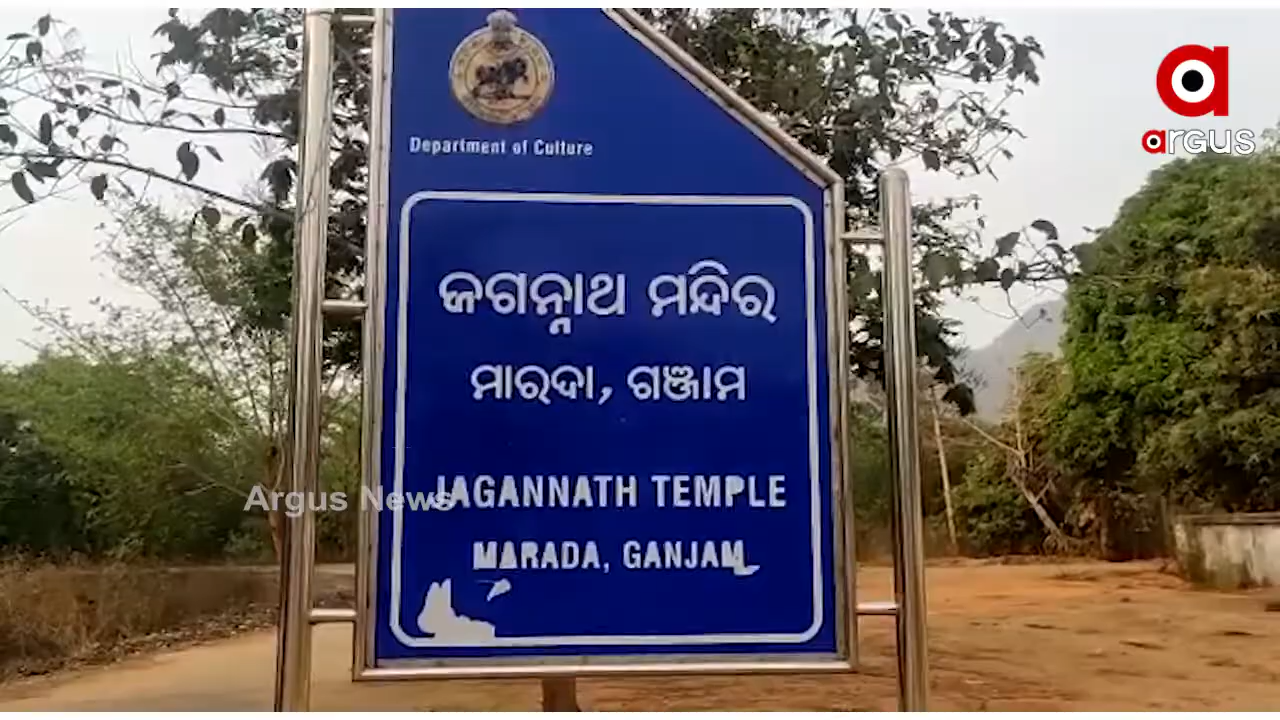 argus
Department of Culture
ଜଗନ୍ନାଥ ମନ୍ଦିର
ମାରଦା, ଗଞ୍ଜାମ
JAGANNATH TEMPLE
Argus News
MARADA, GANJAM